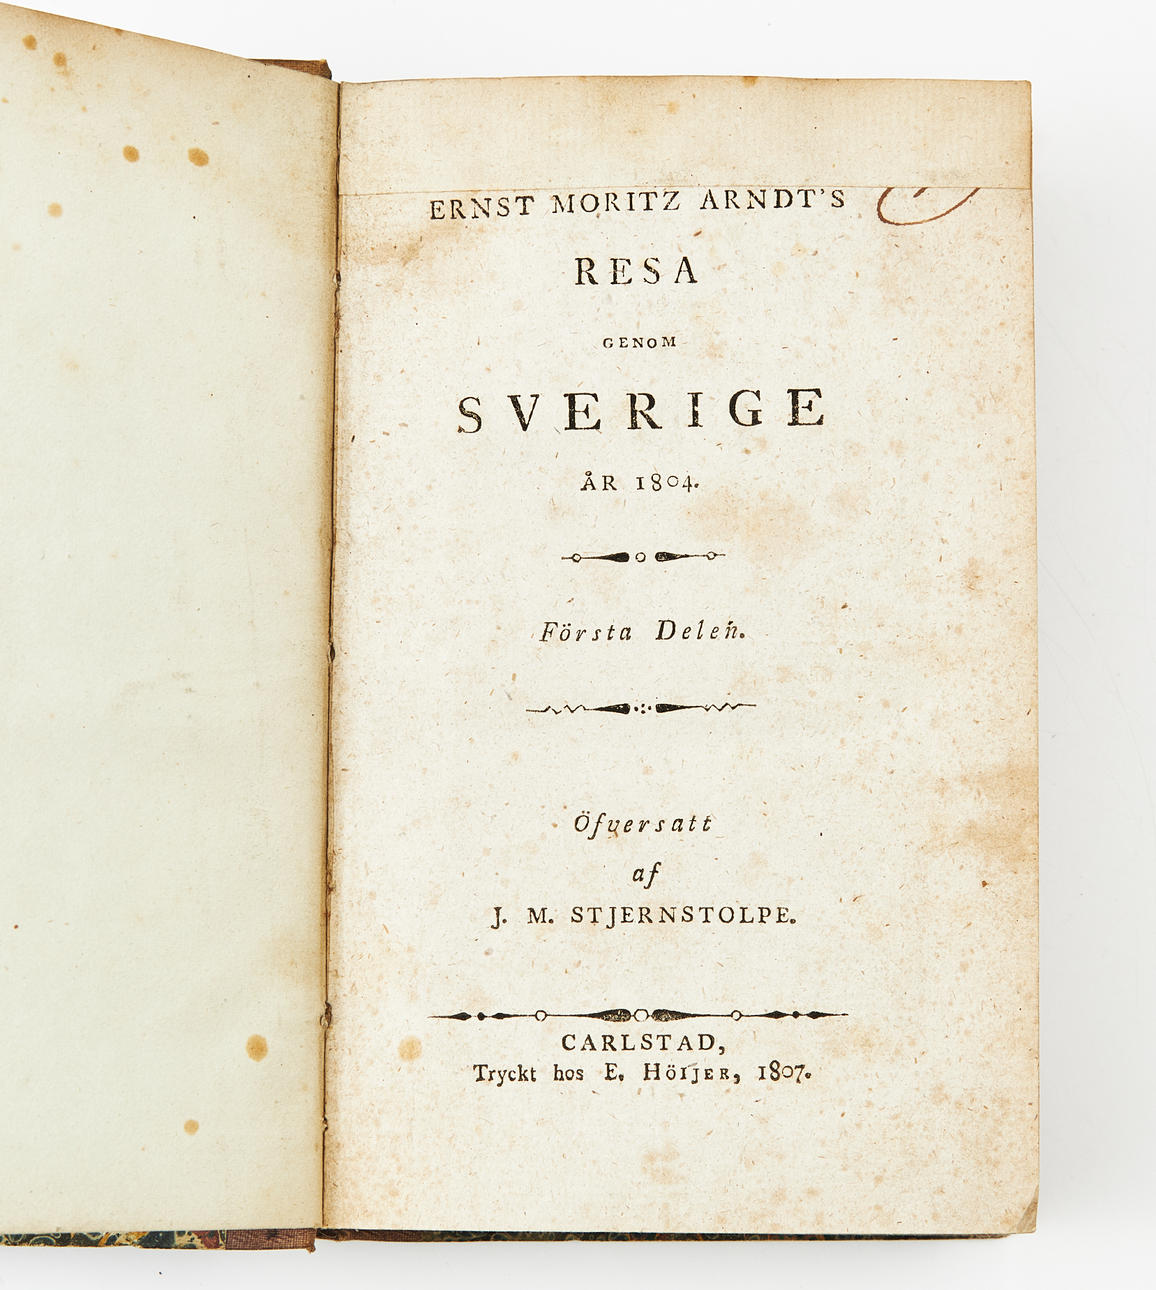 ERNST MORITZ ARNDT'S
RESA
GENOM
SVERIGE
ÅR 1804.
Första Delen.
Öfversatt
af
J. M. STJERNSTOLPE.
CARLSTAD,
Tryckt hos E. HÖIJER, 1807.